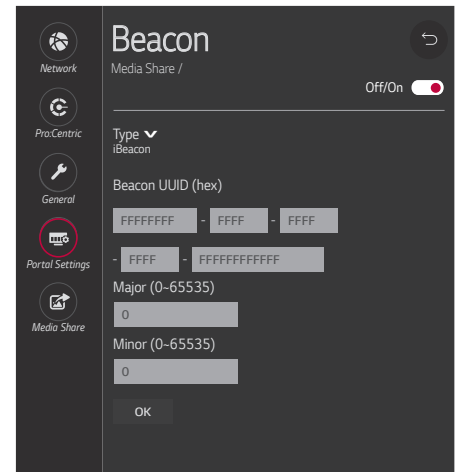 Network
Pro:Centric
General
Portal Settings
Media Share
Beacon
Media Share /
Off/On
Type
iBeacon
Beacon UUID (hex)
FFFFFFFF - FFFF - FFFF
- FFFF - FFFFFFFFFFFF
Major (0~65535)
0
Minor (0~65535)
0
OK